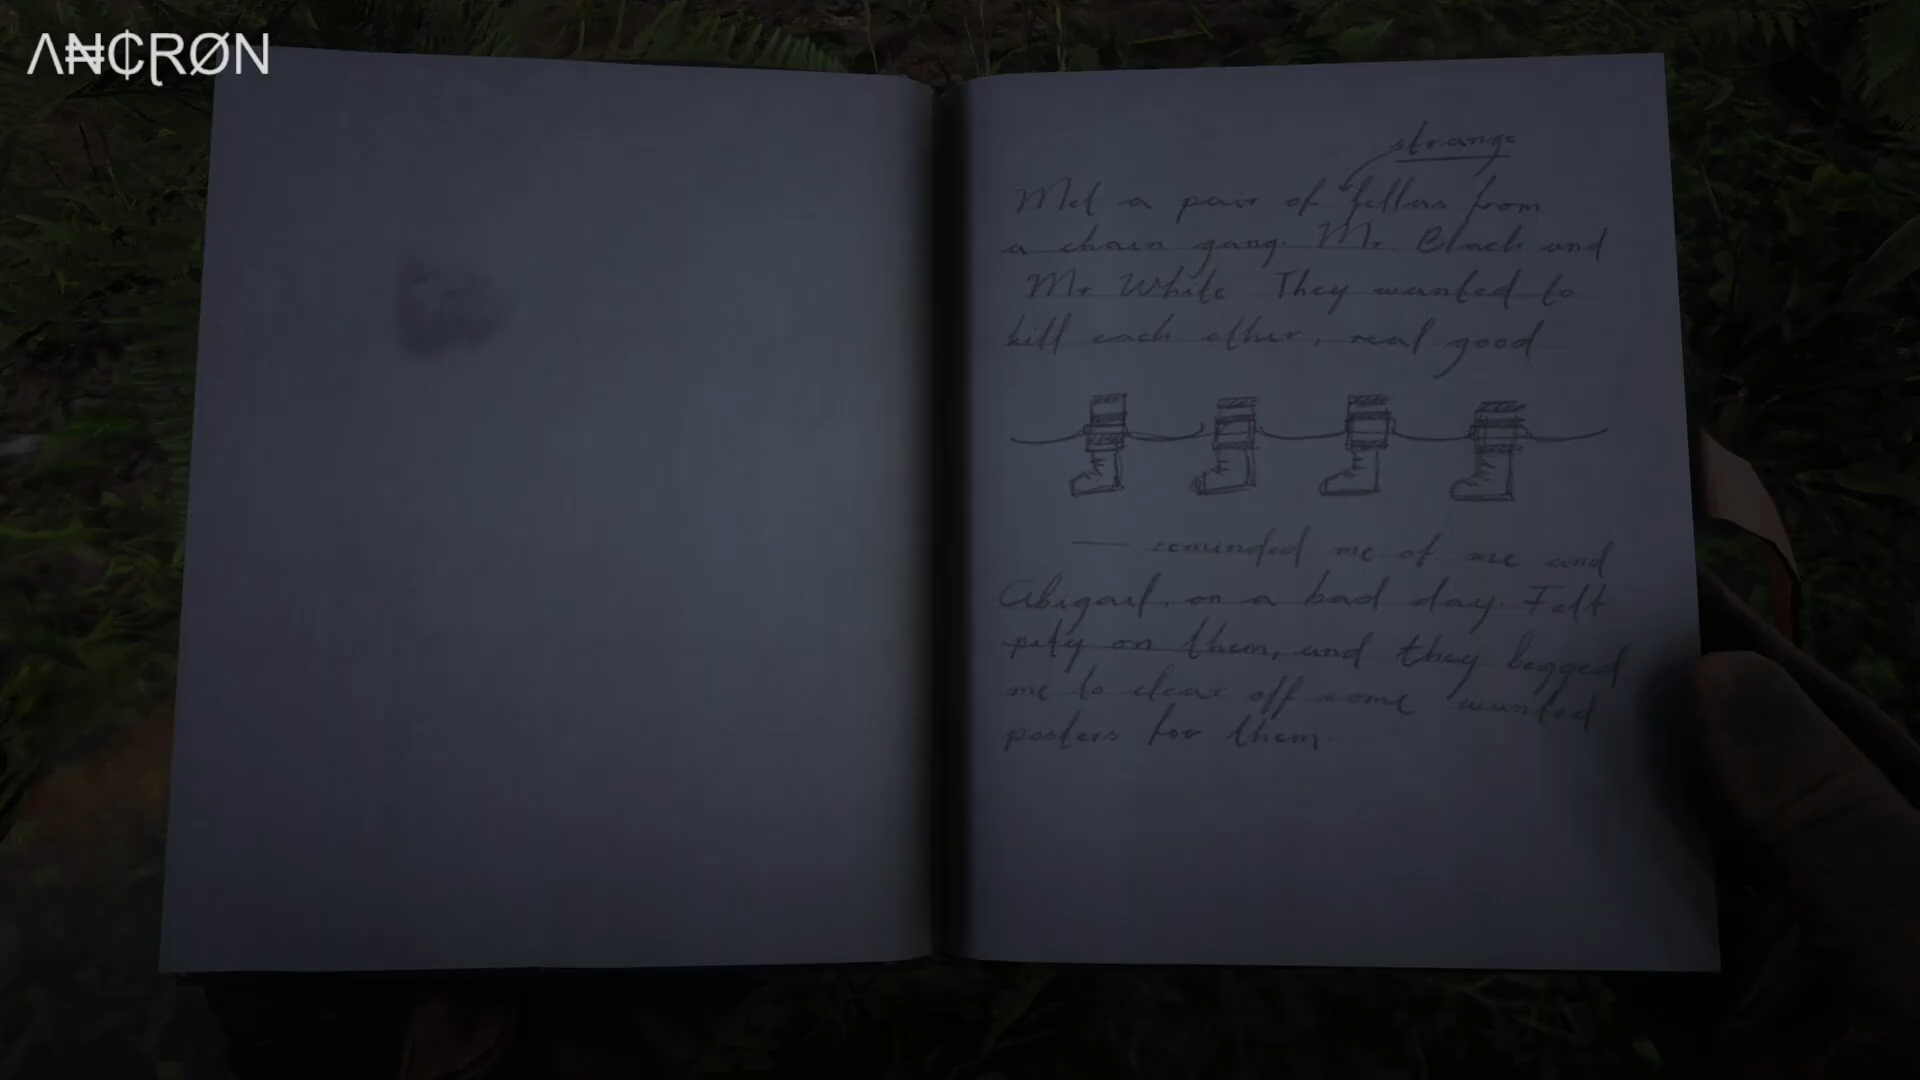 Λ₦₵ⱤØN
strange
Met a pair of fellers from
a chain gang. Mr Black and
Mr White They wanted to
kill each other, real good
— reminded me of me and
Abigail, on a bad day. Felt
pity on them, and they begged
me to clear off some wanted
posters for them